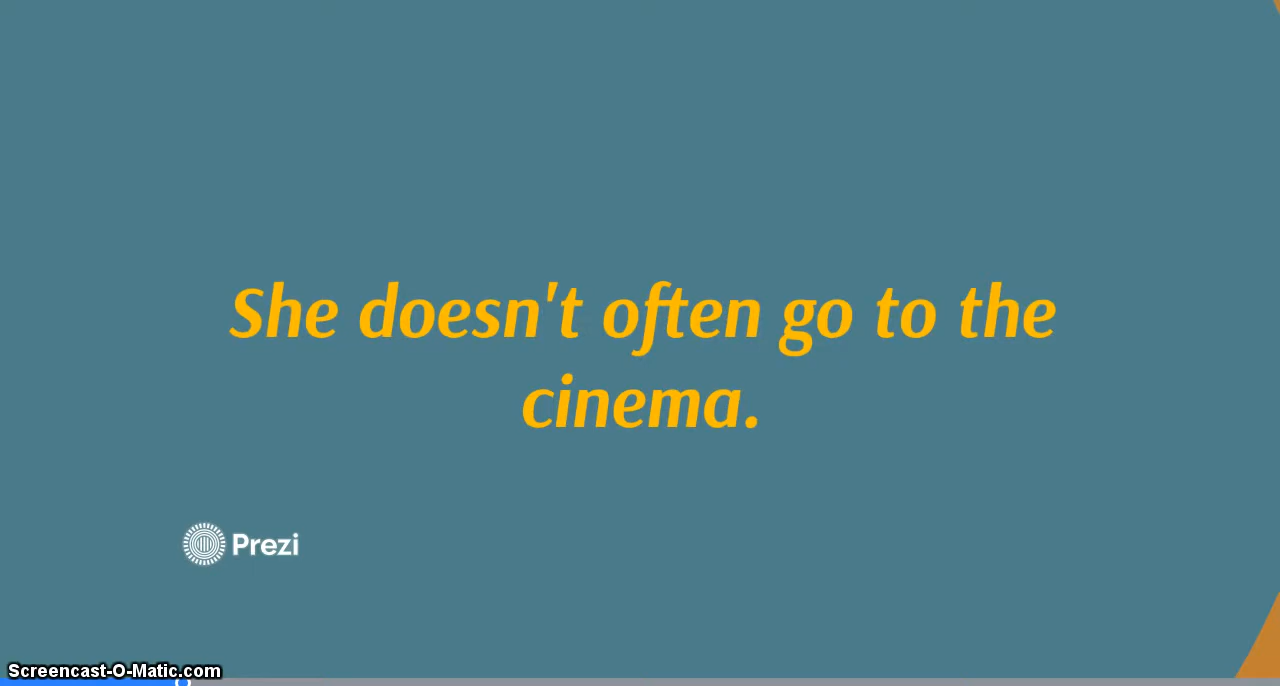 She doesn't often go to the
cinema.
Prezi
Screencast-O-Matic.com